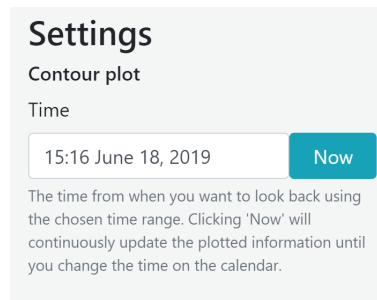 Settings
Contour plot
Time
15:16 June 18, 2019 Now
The time from when you want to look back using
the chosen time range. Clicking 'Now' will
continuously update the plotted information until
you change the time on the calendar.